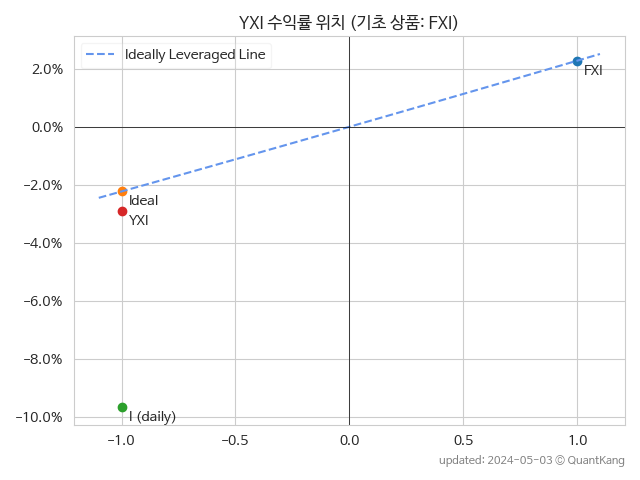 YXI 수익률 위치 (기초 상품: FXI)
Ideally Leveraged Line
2.0%
0.0%
−2.0%
−4.0%
−6.0%
−8.0%
−10.0%
FXI
Ideal
YXI
I (daily)
−1.0
−0.5
0.0
0.5
1.0
updated: 2024-05-03 © QuantKang